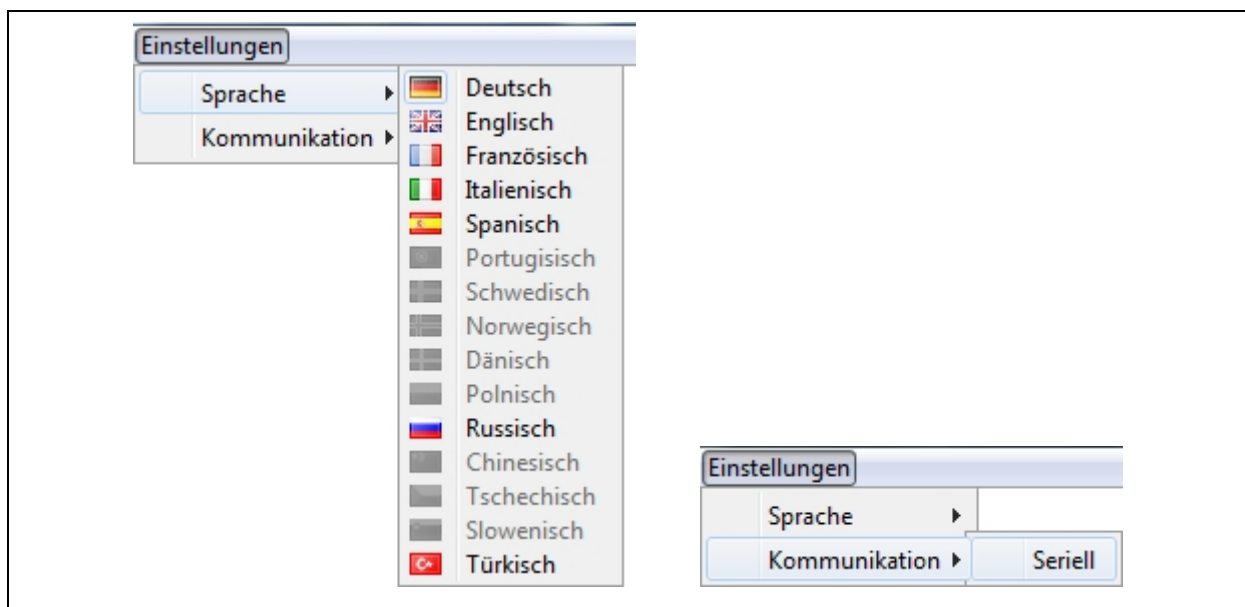 Einstellungen
Sprache
Kommunikation
Deutsch
Englisch
Französisch
Italienisch
Spanisch
Portugisisch
Schwedisch
Norwegisch
Dänisch
Polnisch
Russisch
Chinesisch
Tschechisch
Slowenisch
Türkisch
Einstellungen
Sprache
Kommunikation
Seriell